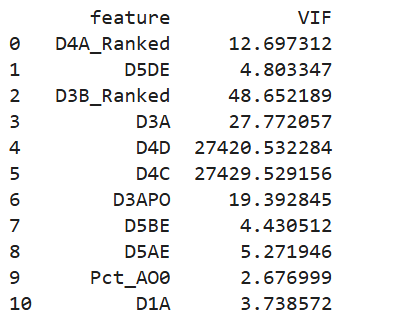 feature VIF
0 D4A_Ranked 12.697312
1 D5DE 4.803347
2 D3B_Ranked 48.652189
3 D3A 27.772057
4 D4D 27420.532284
5 D4C 27429.529156
6 D3APO 19.392845
7 D5BE 4.430512
8 D5AE 5.271946
9 Pct_AO0 2.676999
10 D1A 3.738572